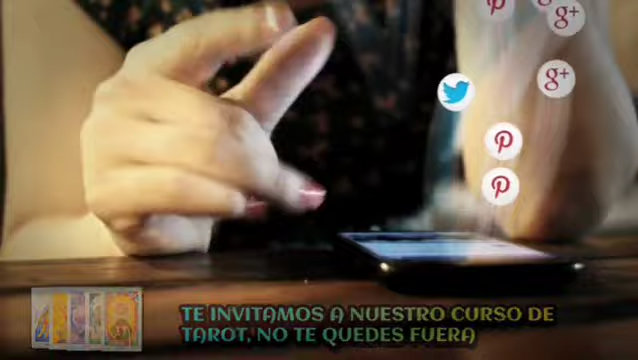 TE INVITAMOS A NUESTRO CURSO DE
TAROT, NO TE QUEDES FUERA